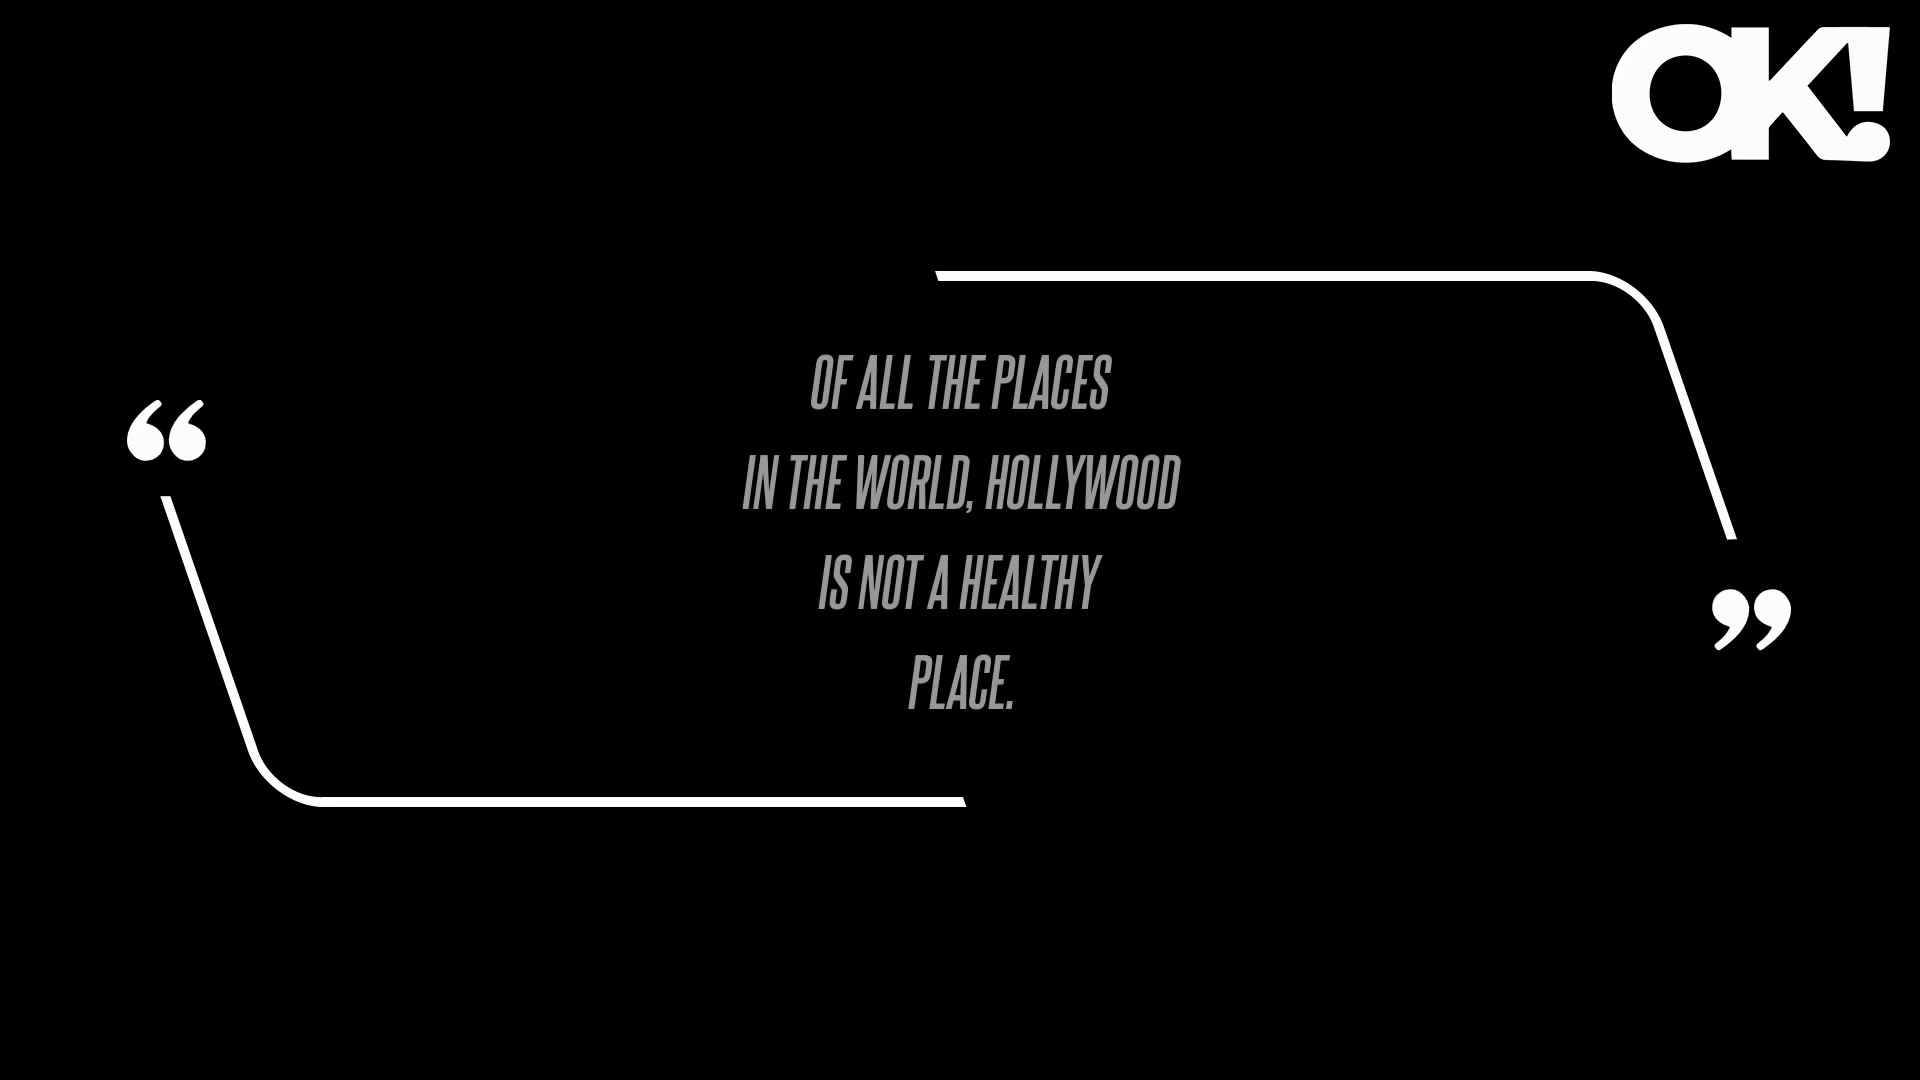 OK!
“
OF ALL THE PLACES
IN THE WORLD, HOLLYWOOD
IS NOT A HEALTHY
PLACE.
”